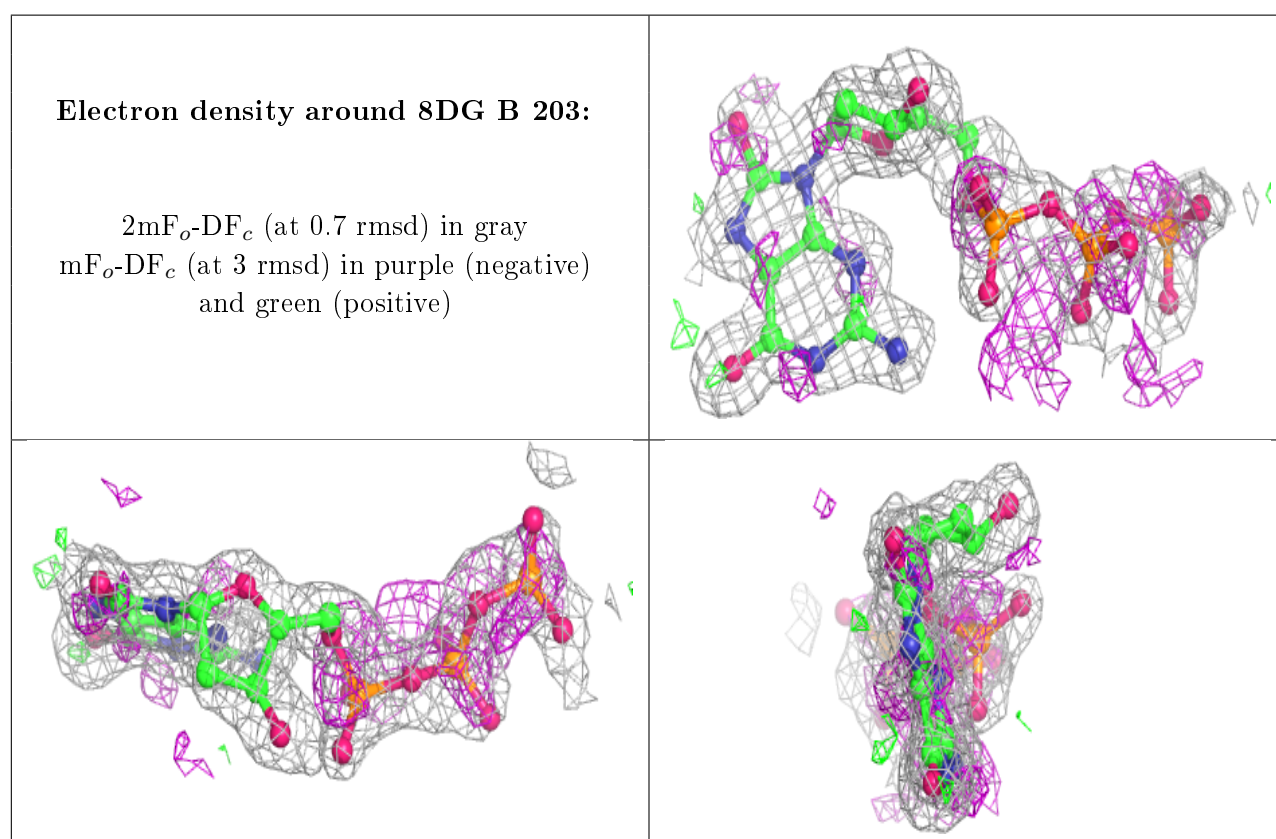 Electron density around 8DG B 203:
2mFₒ-DF𝒸 (at 0.7 rmsd) in gray
mFₒ-DF𝒸 (at 3 rmsd) in purple (negative)
and green (positive)